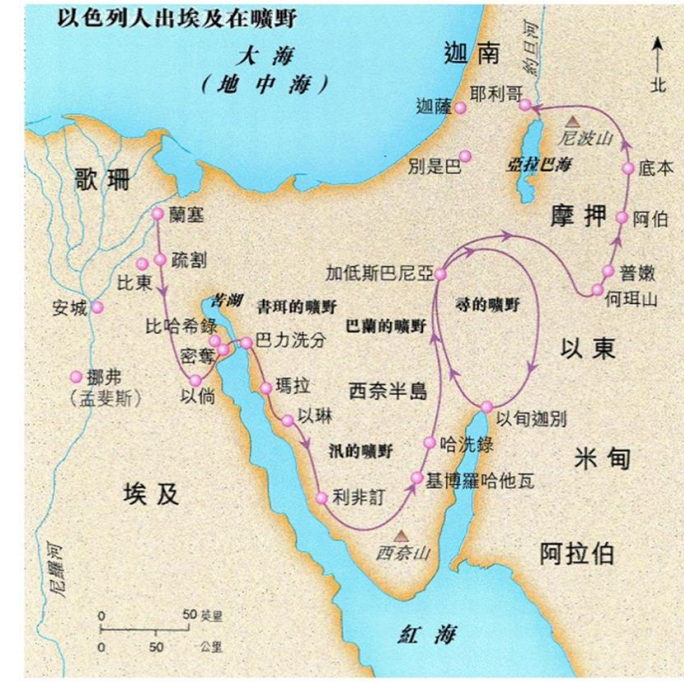 以色列人出埃及在曠野
大海
(地中海)
迦南
約旦河
北
迦薩
耶利哥
尼波山
別是巴
亞拉巴海
底本
歌珊
蘭塞
摩押
阿伯
疏割
比東
加低斯巴尼亞
普嫩
何珥山
安城
苦湖
書珥的曠野
尋的曠野
比哈希錄
巴力洗分
巴蘭的曠野
密奪
以東
挪弗
(孟斐斯)
以倘
瑪拉
西奈半島
以琳
以旬迦別
汛的曠野
哈洗錄
米甸
埃及
利非訂
基博羅哈他瓦
西奈山
阿拉伯
尼羅河
0 50 英里
0 50 公里
紅海